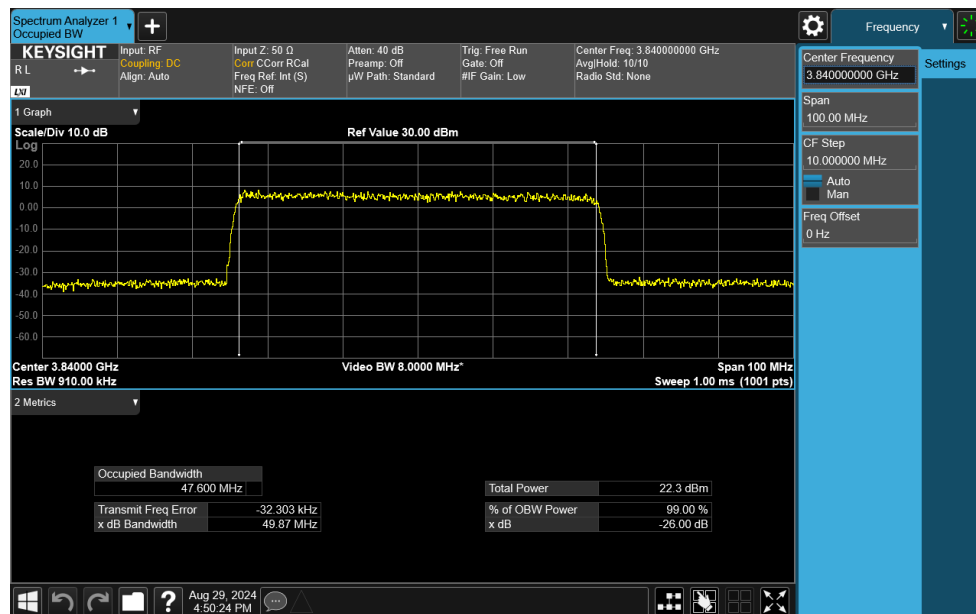 Spectrum Analyzer 1
Occupied BW
+
Frequency
KEYSIGHT
R L
LXI
Input: RF
Coupling: DC
Align: Auto
Input Z: 50 Ω
Corr CCorr RCal
Freq Ref: Int (S)
NFE: Off
Atten: 40 dB
Preamp: Off
µW Path: Standard
Trig: Free Run
Gate: Off
#IF Gain: Low
Center Freq: 3.840000000 GHz
Avg|Hold: 10/10
Radio Std: None
Center Frequency
3.840000000 GHz
Settings
Span
100.00 MHz
CF Step
10.000000 MHz
Auto
Man
Freq Offset
0 Hz
1 Graph
Scale/Div 10.0 dB
Ref Value 30.00 dBm
Log
20.0
10.0
0.00
-10.0
-20.0
-30.0
-40.0
-50.0
-60.0
Center 3.84000 GHz
Video BW 8.0000 MHz*
Span 100 MHz
Res BW 910.00 kHz
Sweep 1.00 ms (1001 pts)
2 Metrics
Occupied Bandwidth
47.600 MHz
Total Power 22.3 dBm
Transmit Freq Error -32.303 kHz
% of OBW Power 99.00 %
x dB Bandwidth 49.87 MHz
x dB -26.00 dB
?
Aug 29, 2024
4:50:24 PM